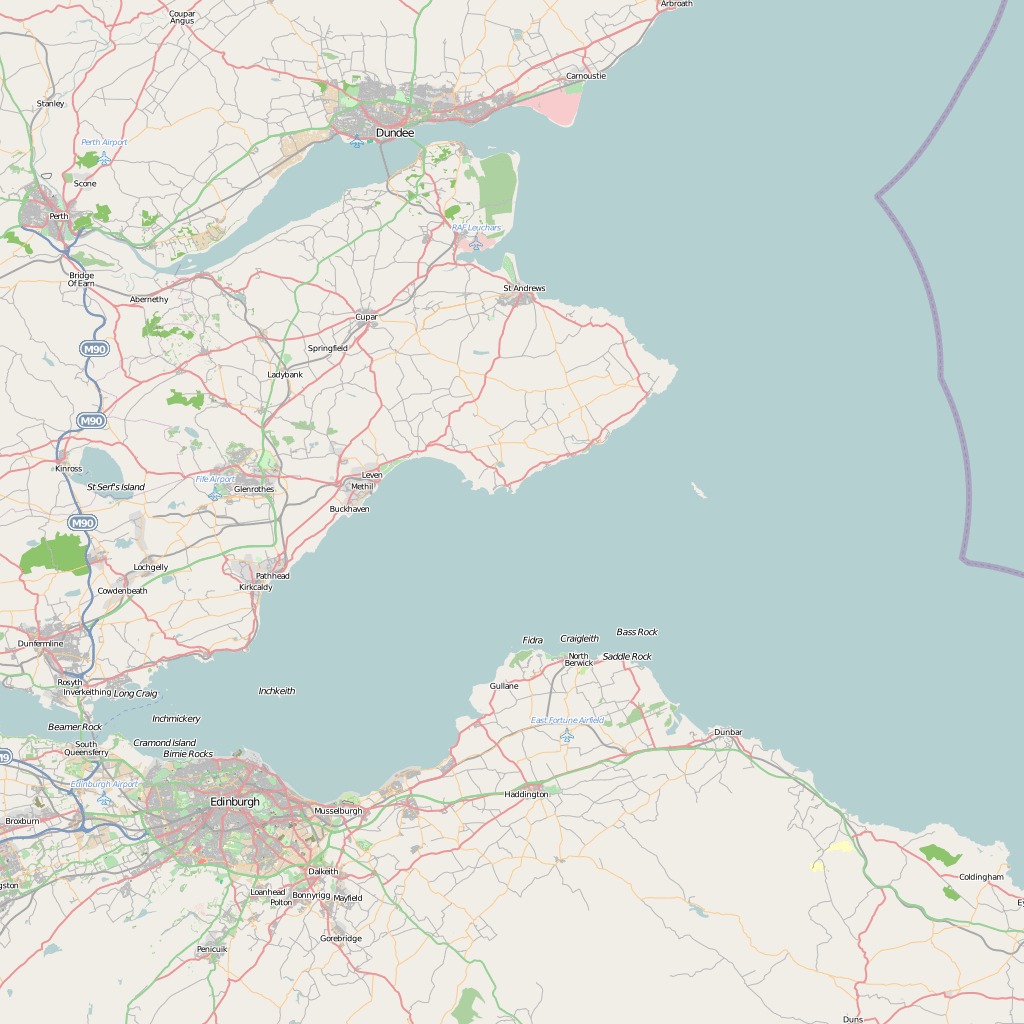 Arbroath
Coupar
Angus
Carnoustie
Stanley
Dundee
Perth Airport
Scone
Perth
RAF Leuchars
Bridge
Of Earn
St Andrews
Abernethy
Cupar
M90
Springfield
Ladybank
M90
Kinross
Leven
St Serf's Island
Fife Airport
Glenrothes
Methil
Buckhaven
M90
Lochgelly
Pathhead
Cowdenbeath
Kirkcaldy
Bass Rock
Fidra
Craigleith
Dunfermline
North
Berwick
Saddle Rock
Rosyth
Gullane
Inverkeithing
Long Craig
Inchkeith
Inchmickery
East Fortune Airfield
Beamer Rock
Dunbar
South
Queensferry
Cramond Island
Birnie Rocks
Edinburgh Airport
Haddington
Edinburgh
Musselburgh
Broxburn
Dalkeith
Coldingham
gston
Loanhead
Bonnyrigg
Mayfield
Polton
Ey
Gorebridge
Penicuik
Duns